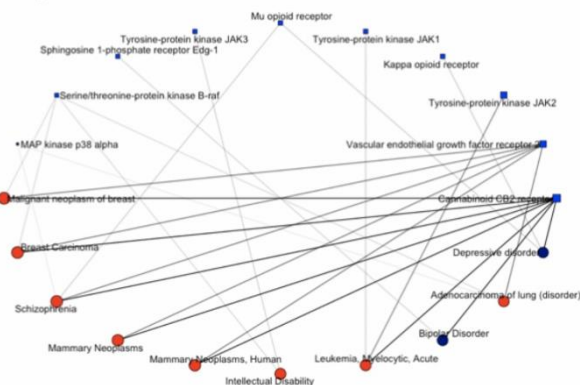 Mu opioid receptor
Tyrosine-protein kinase JAK3
Tyrosine-protein kinase JAK1
Sphingosine 1-phosphate receptor Edg-1
Kappa opioid receptor
Serine/threonine-protein kinase B-raf
Tyrosine-protein kinase JAK2
MAP kinase p38 alpha
Vascular endothelial growth factor receptor 2
Malignant neoplasm of breast
Cannabinoid CB2 receptor
Breast Carcinoma
Depressive disorder
Adenocarcinoma of lung (disorder)
Schizophrenia
Bipolar Disorder
Mammary Neoplasms
Mammary Neoplasms, Human
Leukemia, Myelocytic, Acute
Intellectual Disability